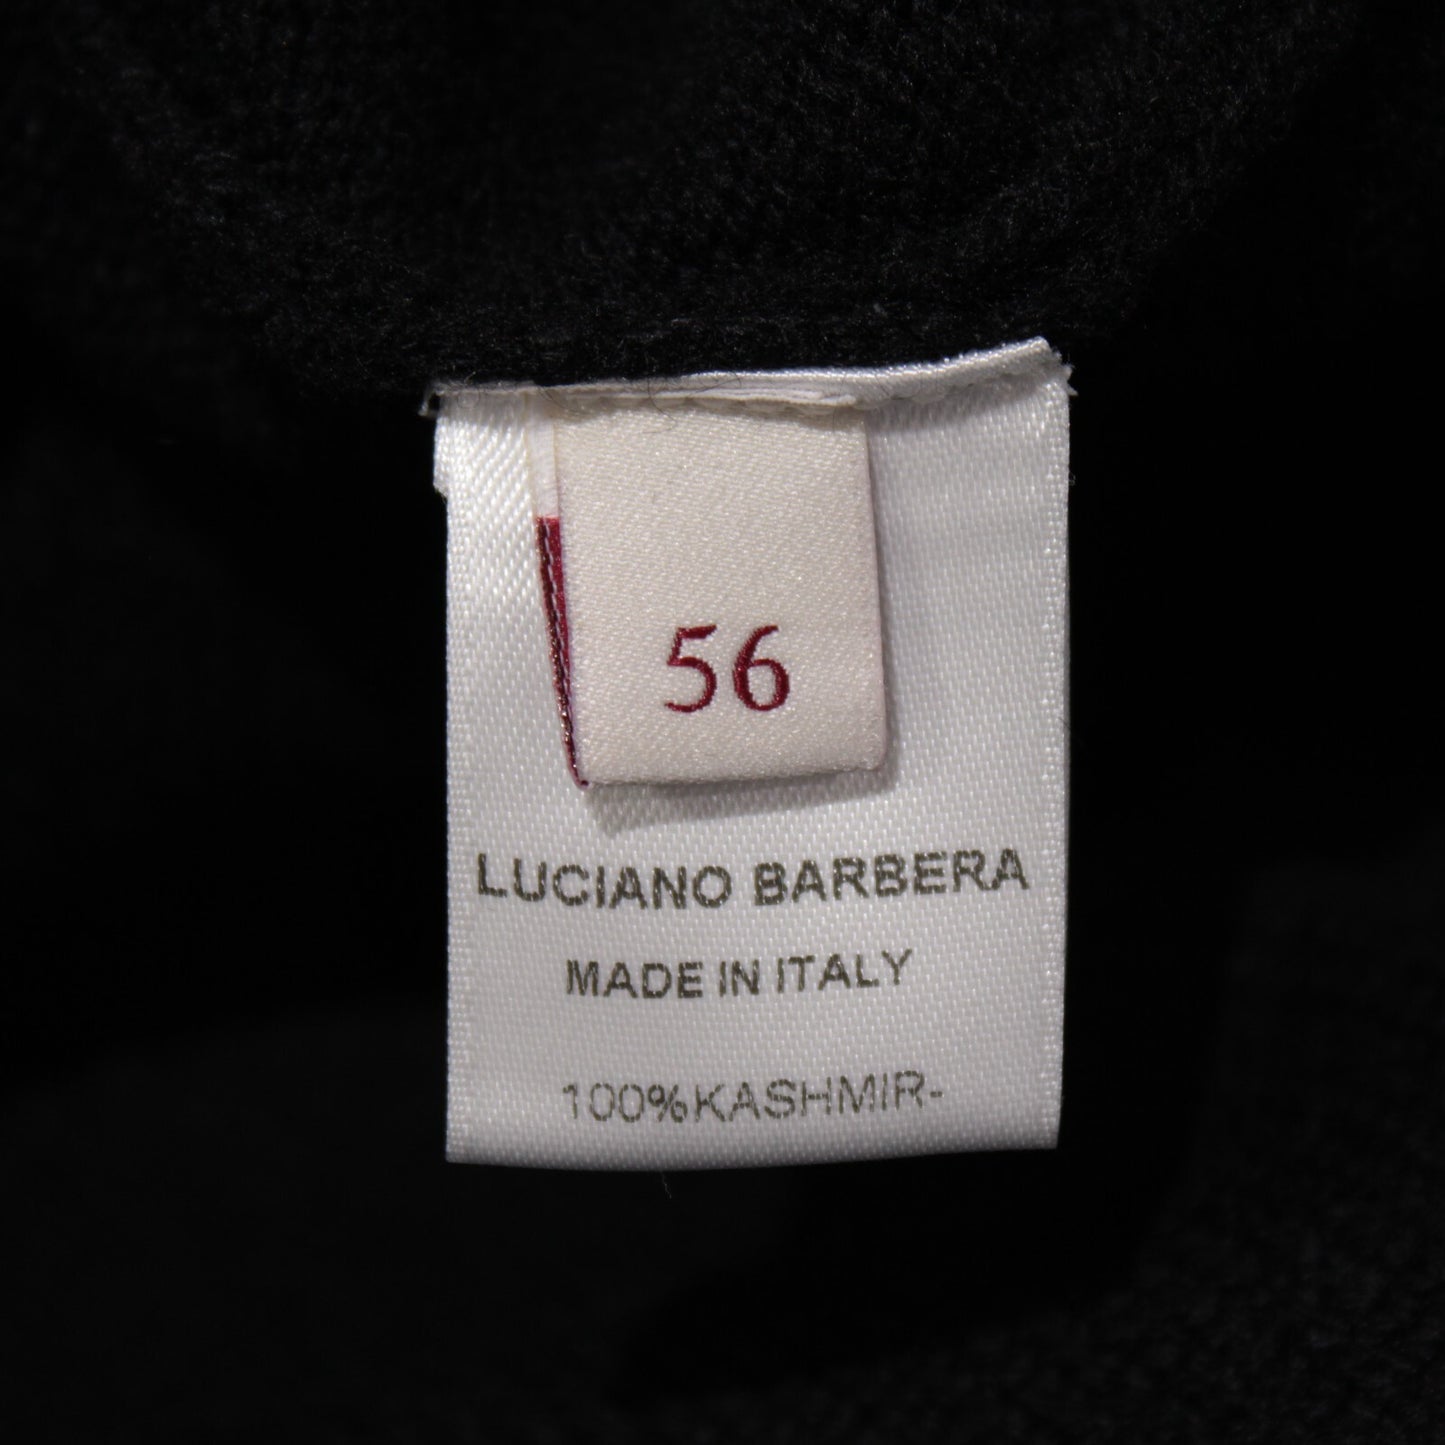 56
LUCIANO BARBERA
MADE IN ITALY
100%KASHMIR-